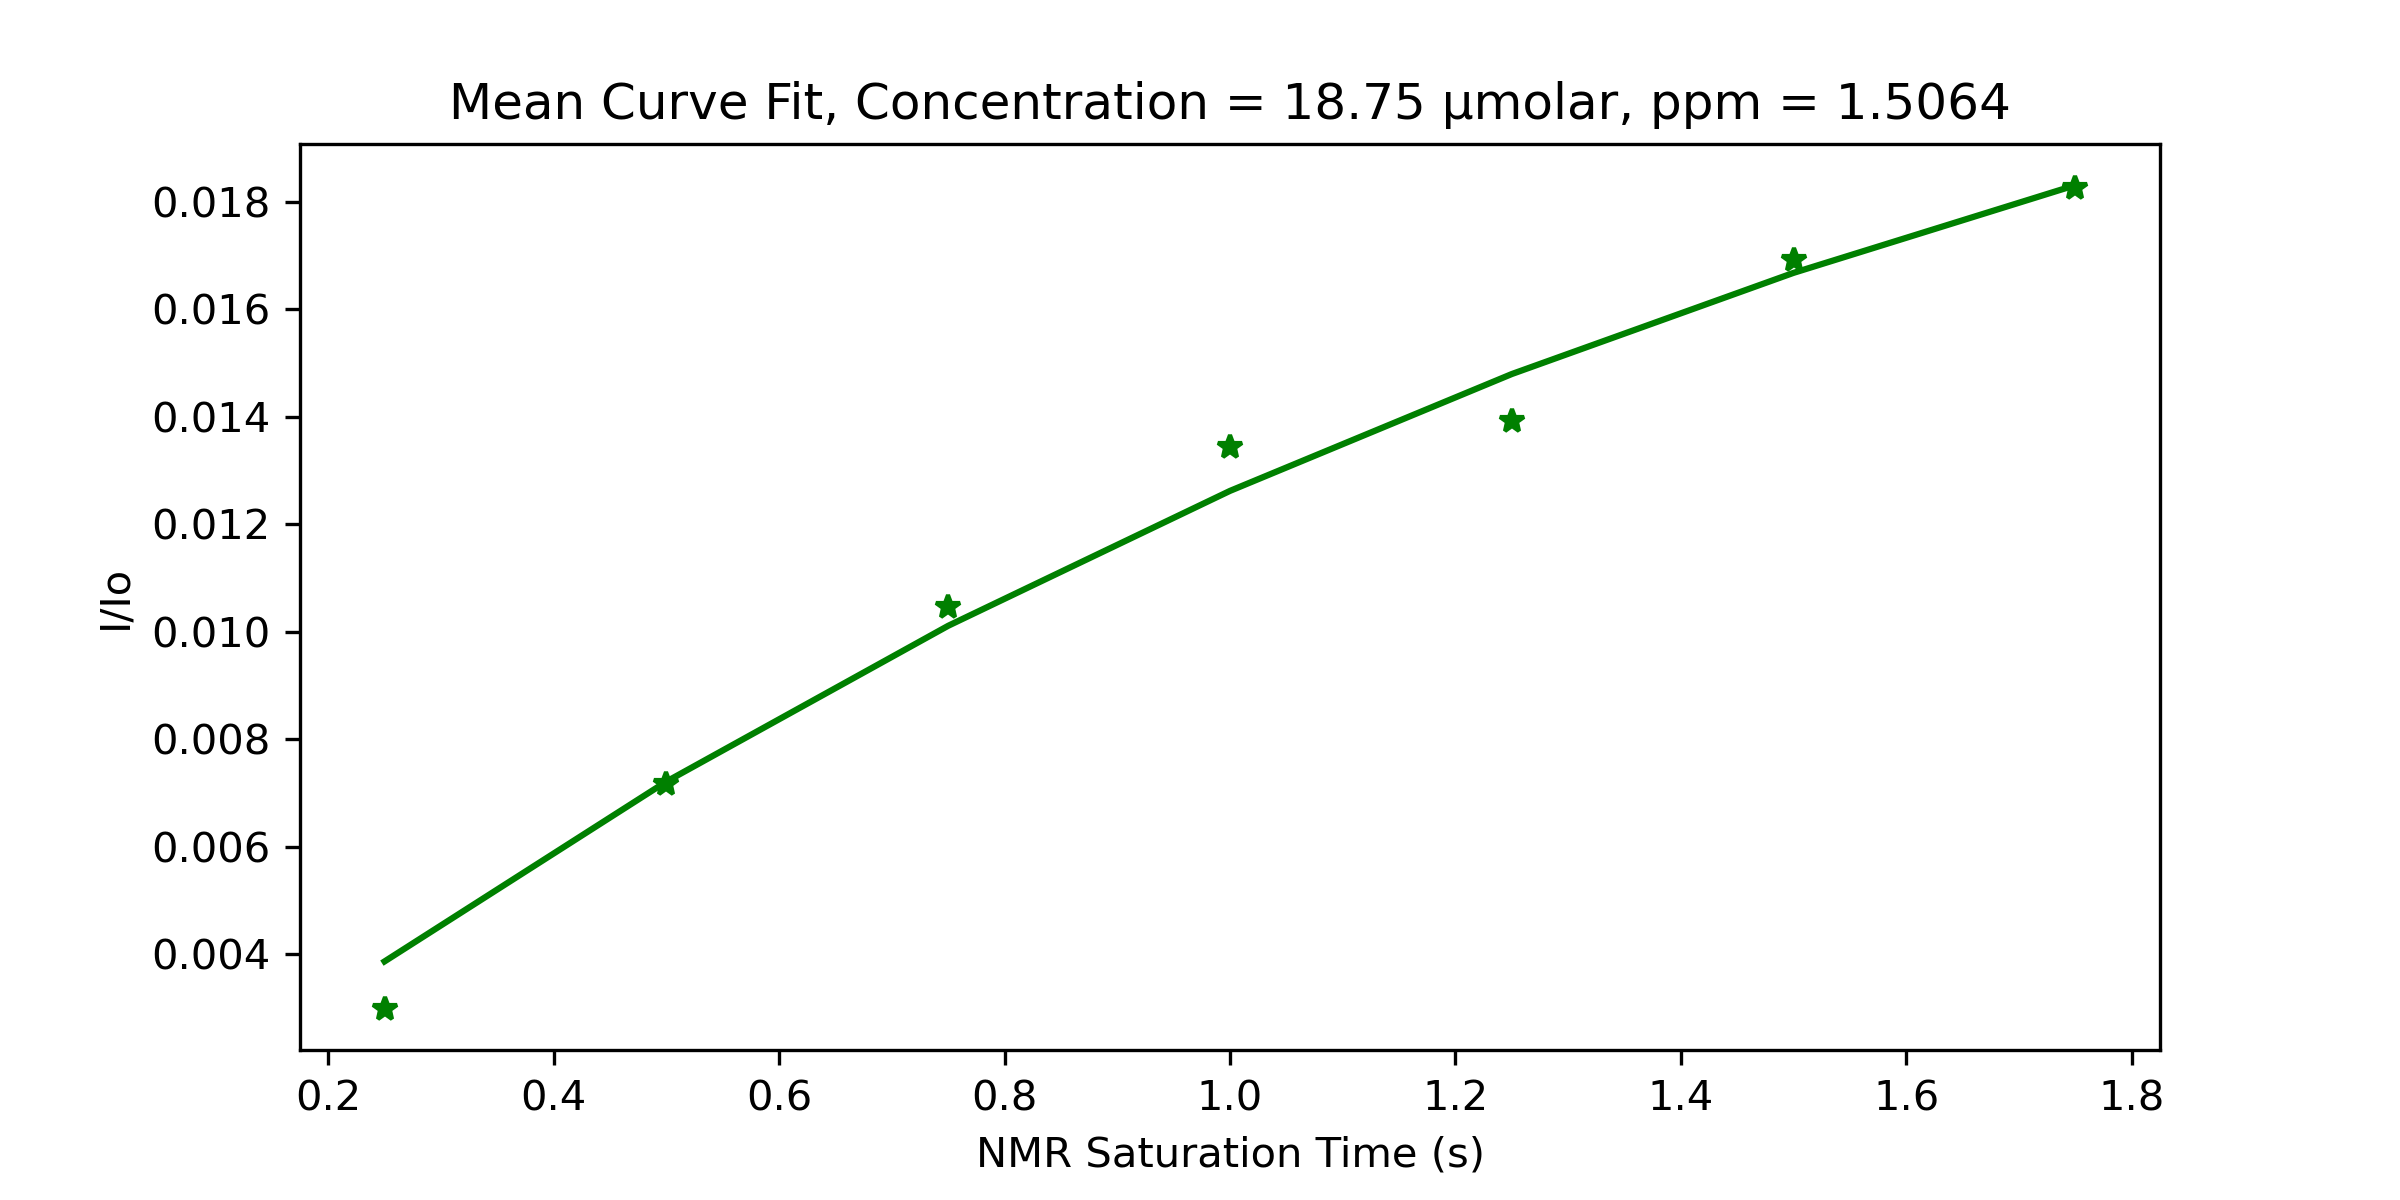 Mean Curve Fit, Concentration = 18.75 μmolar, ppm = 1.5064
0.018
0.016
0.014
0.012
0.010
0.008
0.006
0.004
I/Io
0.2 0.4 0.6 0.8 1.0 1.2 1.4 1.6 1.8
NMR Saturation Time (s)